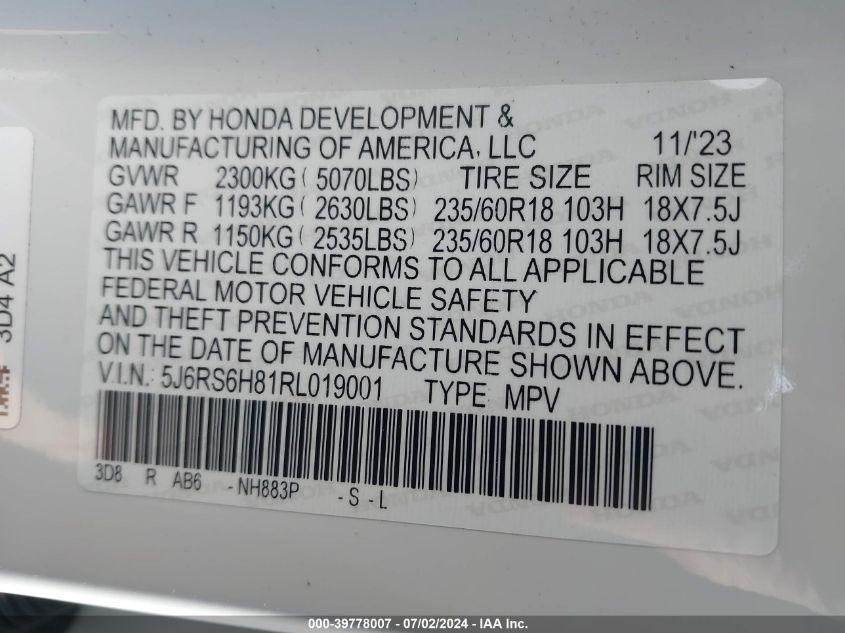 MFD. BY HONDA DEVELOPMENT &
MANUFACTURING OF AMERICA, LLC 11/'23
GVWR 2300KG ( 5070LBS) TIRE SIZE RIM SIZE
GAWR F 1193KG ( 2630LBS) 235/60R18 103H 18X7.5J
GAWR R 1150KG ( 2535LBS) 235/60R18 103H 18X7.5J
THIS VEHICLE CONFORMS TO ALL APPLICABLE
FEDERAL MOTOR VEHICLE SAFETY
AND THEFT PREVENTION STANDARDS IN EFFECT
ON THE DATE OF MANUFACTURE SHOWN ABOVE.
V.I.N.: 5J6RS6H81RL019001 TYPE: MPV
3D8 R AB6 -NH883P -S-L
3D4 A2
000-39778007 - 07/02/2024 - IAA Inc.